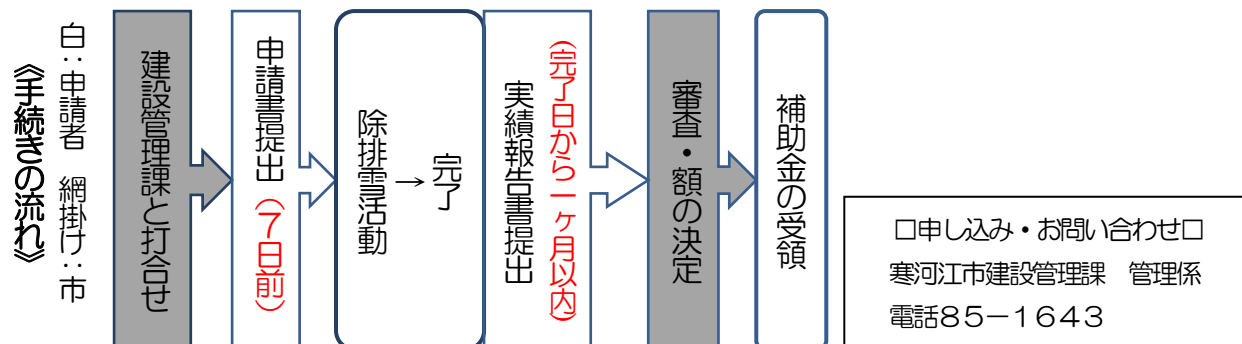 《手続きの流れ》
白：申請者　網掛け：市
建設管理課と打合せ
申請書提出（７日前）
除排雪活動
→完了
実績報告書提出
（完了日から一ヶ月以内）
審査・額の決定
補助金の受領
□申し込み・お問い合わせ□
寒河江市建設管理課　管理係
電話８５－１６４３